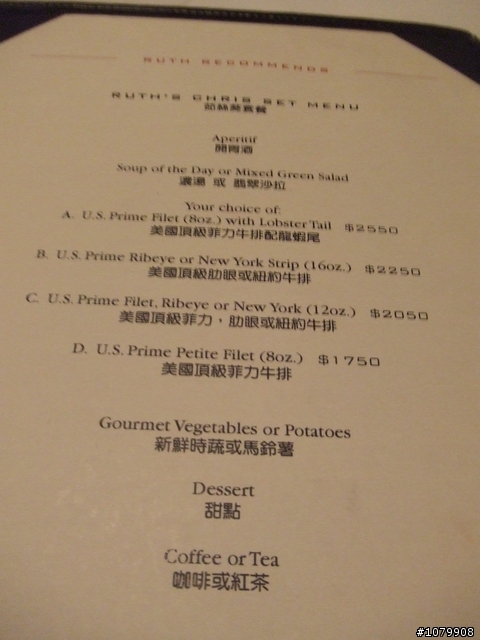 RUTH RECOMMENDS
RUTH'S CHRIS SET MENU
茹絲葵套餐
Aperitif
開胃酒
Soup of the Day or Mixed Green Salad
濃湯 或 翡翠沙拉
Your choice of:
A. U.S. Prime Filet (8oz.) with Lobster Tail $2550
美國頂級菲力牛排配龍蝦尾
B. U.S. Prime Ribeye or New York Strip (16oz.) $2250
美國頂級肋眼或紐約牛排
C. U.S. Prime Filet, Ribeye or New York (12oz.) $2050
美國頂級菲力，肋眼或紐約牛排
D. U.S. Prime Petite Filet (8oz.) $1750
美國頂級菲力牛排
Gourmet Vegetables or Potatoes
新鮮時蔬或馬鈴薯
Dessert
甜點
Coffee or Tea
咖啡或紅茶
#1079908